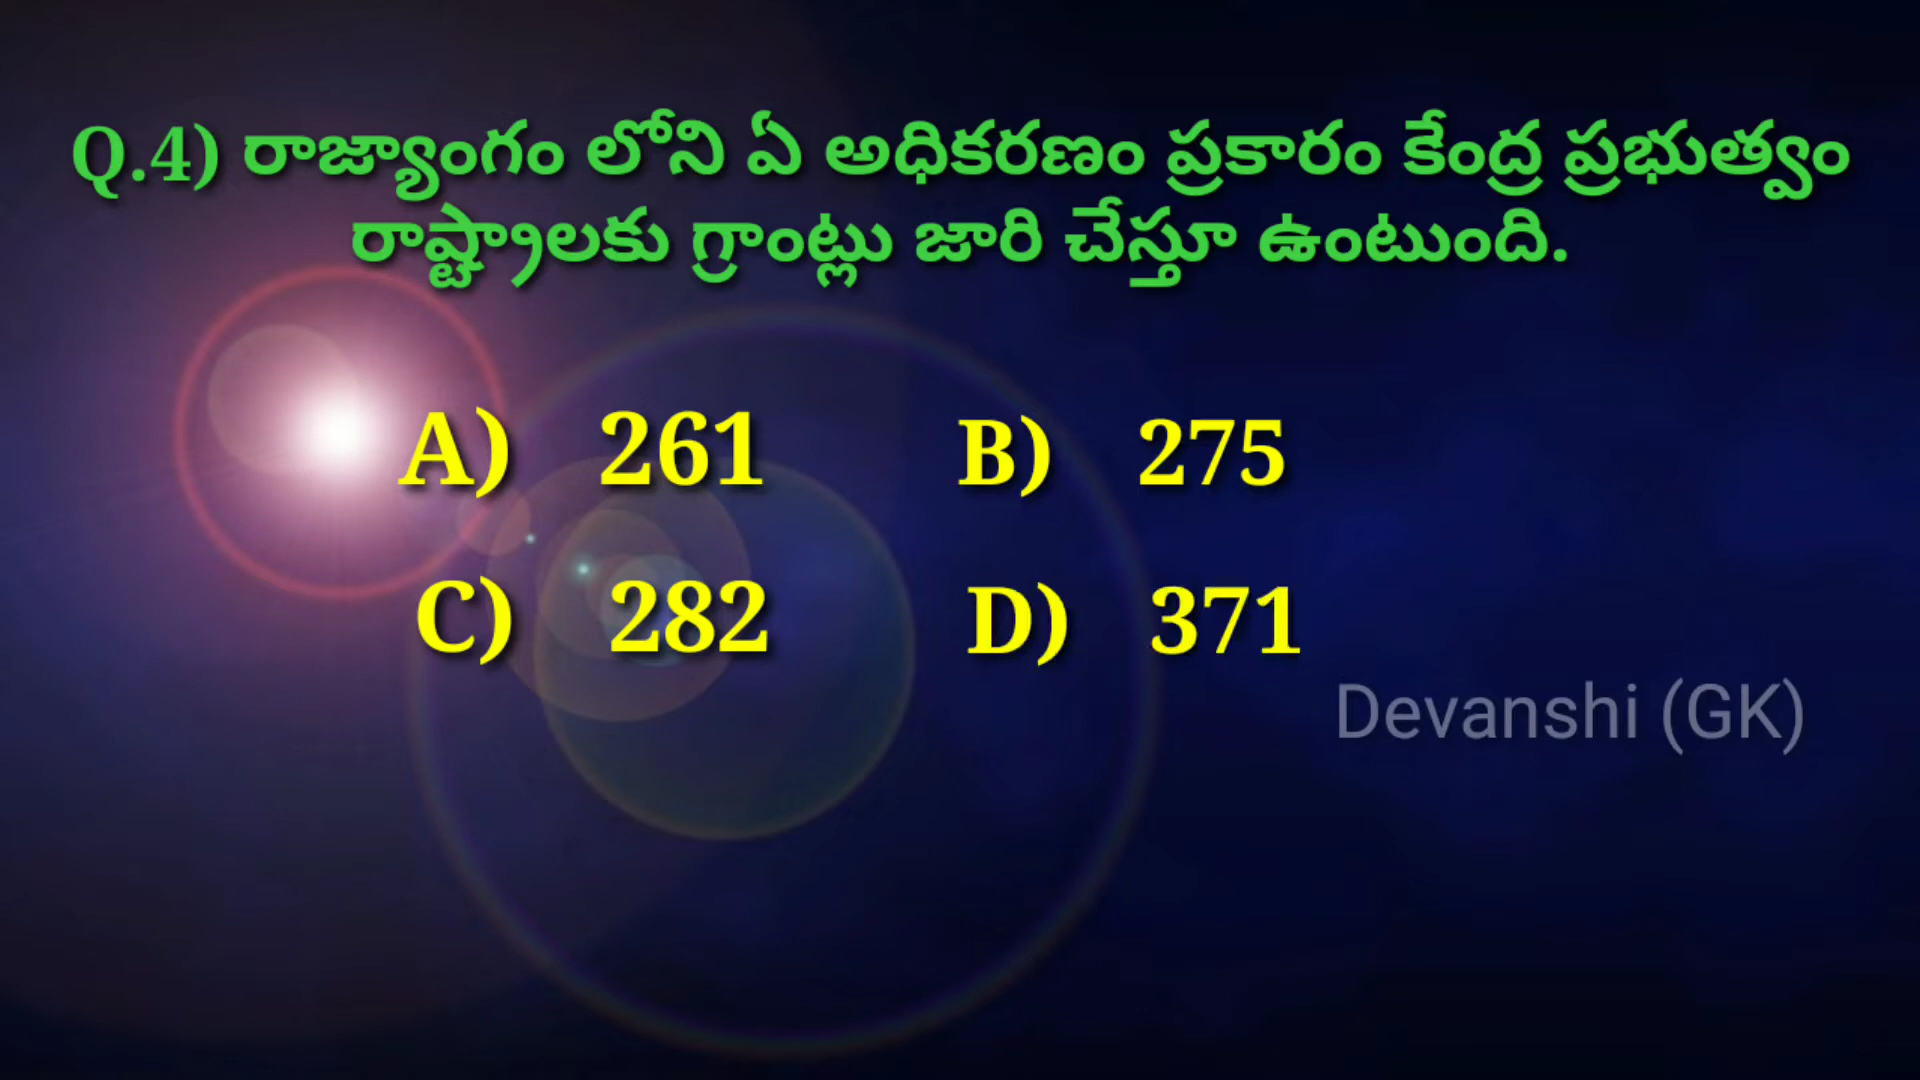 Q.4) రాజ్యాంగం లోని ఏ అధికరణం ప్రకారం కేంద్ర ప్రభుత్వం
రాష్ట్రాలకు గ్రాంట్లు జారి చేస్తూ ఉంటుంది.
A) 261 B) 275
C) 282 D) 371
Devanshi (GK)